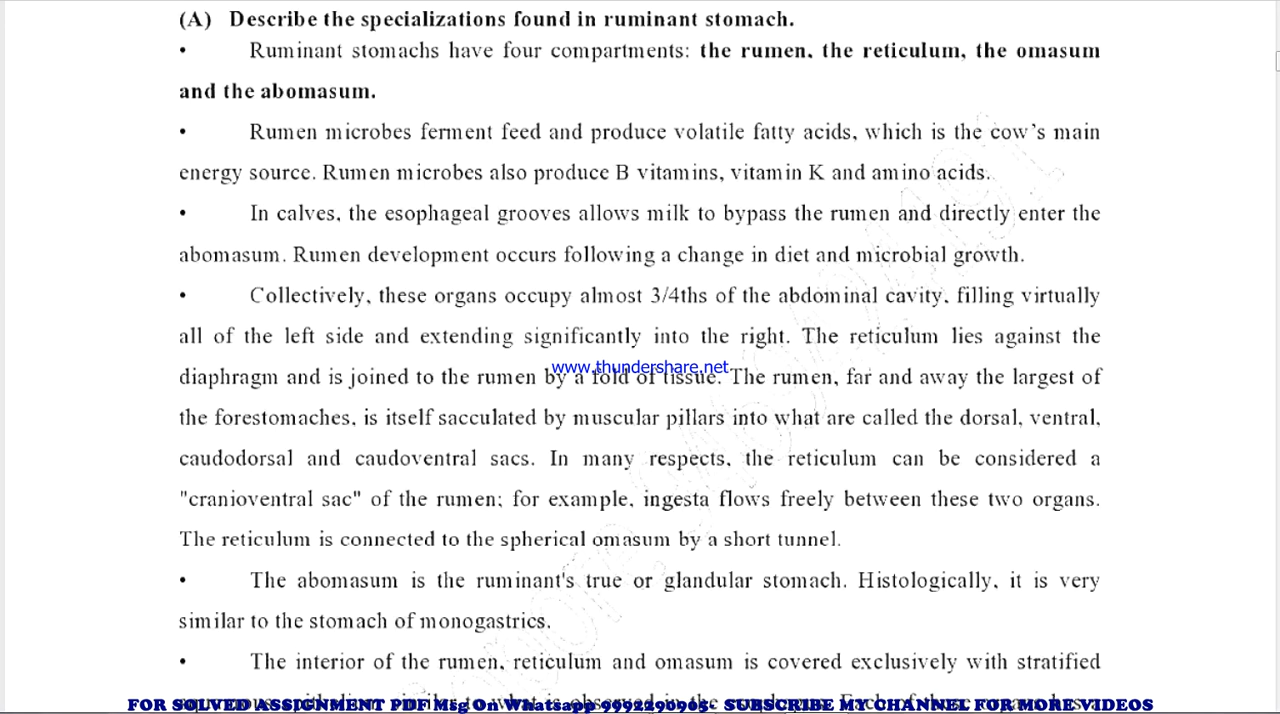 (A) Describe the specializations found in ruminant stomach.
• Ruminant stomachs have four compartments: the rumen, the reticulum, the omasum
and the abomasum.
• Rumen microbes ferment feed and produce volatile fatty acids, which is the cow's main
energy source. Rumen microbes also produce B vitamins, vitamin K and amino acids.
• In calves, the esophageal grooves allows milk to bypass the rumen and directly enter the
abomasum. Rumen development occurs following a change in diet and microbial growth.
• Collectively, these organs occupy almost 3/4ths of the abdominal cavity, filling virtually
all of the left side and extending significantly into the right. The reticulum lies against the
www.thundershare.net
diaphragm and is joined to the rumen by a fold of tissue. The rumen, far and away the largest of
the forestomaches, is itself sacculated by muscular pillars into what are called the dorsal, ventral,
caudodorsal and caudoventral sacs. In many respects, the reticulum can be considered a
"cranioventral sac" of the rumen; for example, ingesta flows freely between these two organs.
The reticulum is connected to the spherical omasum by a short tunnel.
• The abomasum is the ruminant's true or glandular stomach. Histologically, it is very
similar to the stomach of monogastrics.
• The interior of the rumen, reticulum and omasum is covered exclusively with stratified
FOR SOLVED ASSIGNMENT PDF Msg On Whatsapp 9992290905- SUBSCRIBE MY CHANNEL FOR MORE VIDEOS